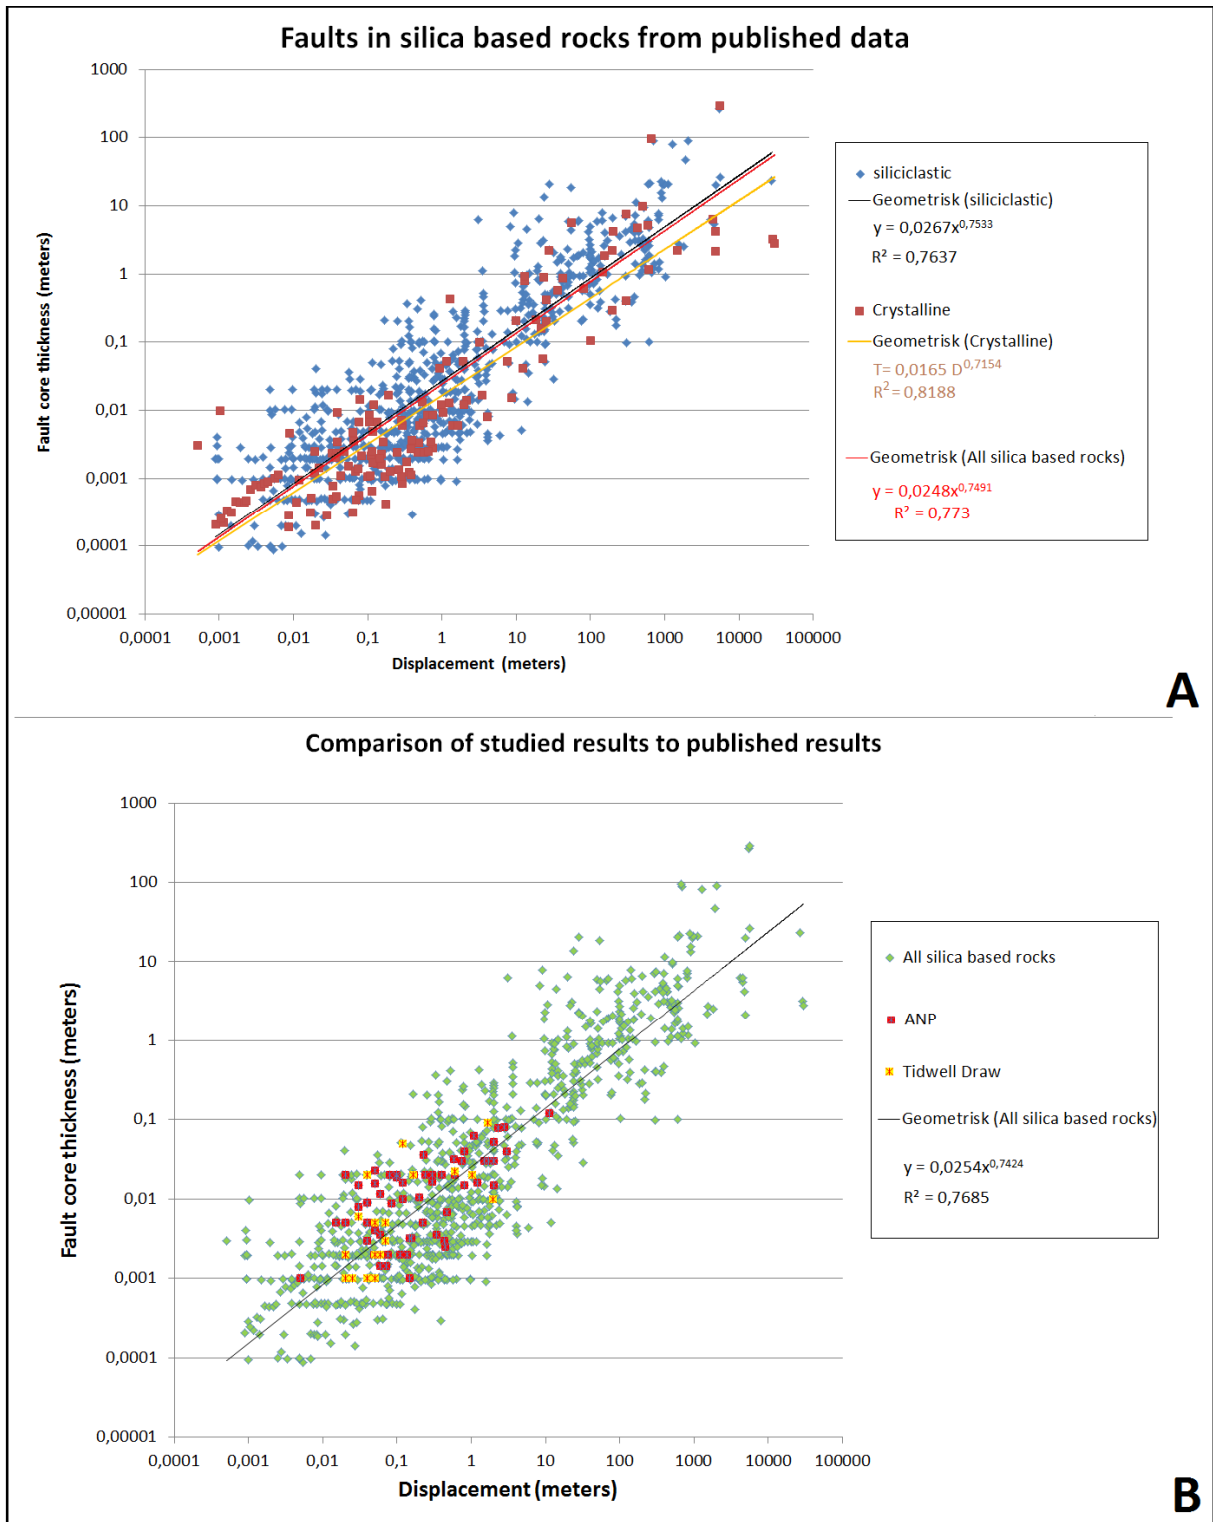 Faults in silica based rocks from published data
1000
100
10
1
0,1
0,01
0,001
0,0001
0,00001
Fault core thickness (meters)
0,0001 0,001 0,01 0,1 1 10 100 1000 10000 100000
Displacement (meters)
siliciclastic
Geometrisk (siliciclastic)
y = 0,0267x^0,7533
R² = 0,7637
Crystalline
Geometrisk (Crystalline)
T= 0,0165 D^0,7154
R² = 0,8188
Geometrisk (All silica based rocks)
y = 0,0248x^0,7491
R² = 0,773
A
Comparison of studied results to published results
1000
100
10
1
0,1
0,01
0,001
0,0001
0,00001
Fault core thickness (meters)
0,0001 0,001 0,01 0,1 1 10 100 1000 10000 100000
Displacement (meters)
All silica based rocks
ANP
Tidwell Draw
Geometrisk (All silica based rocks)
y = 0,0254x^0,7424
R² = 0,7685
B